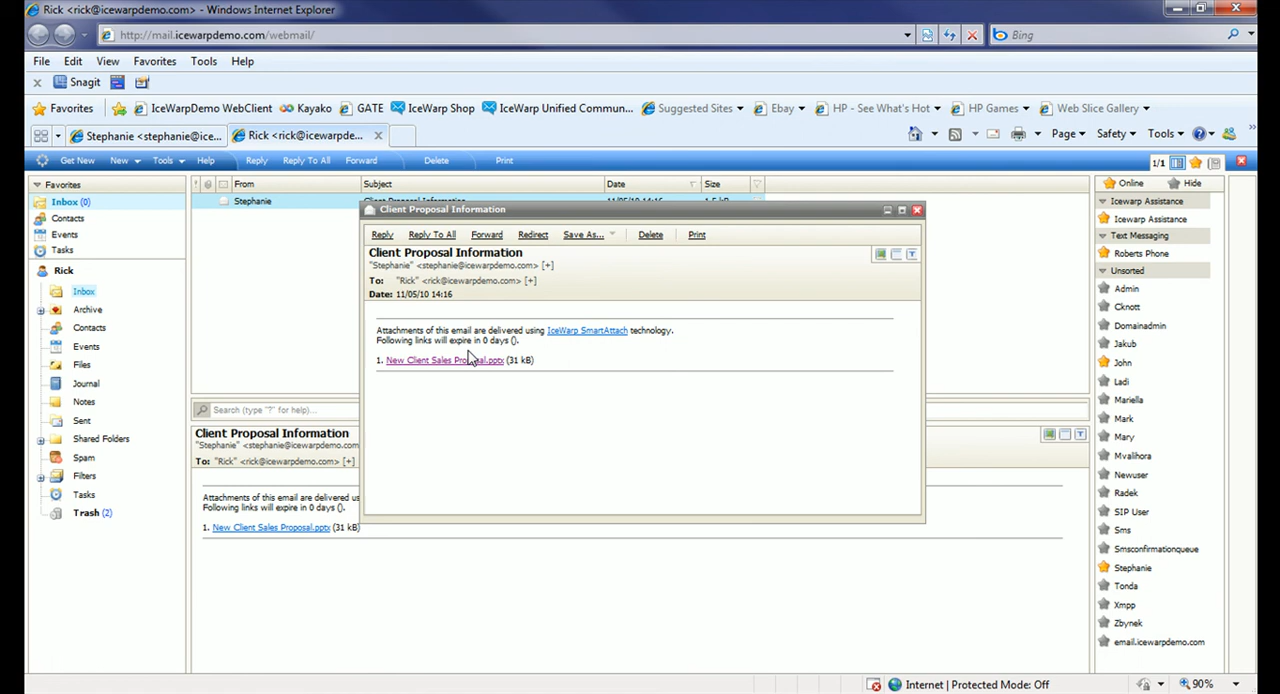 Rick <rick@icewarpdemo.com> - Windows Internet Explorer
http://mail.icewarpdemo.com/webmail/
Bing
File Edit View Favorites Tools Help
Snagit
Favorites IceWarpDemo WebClient Kayako GATE IceWarp Shop IceWarp Unified Commun... Suggested Sites Ebay HP - See What's Hot HP Games Web Slice Gallery
Stephanie <stephanie@ice... Rick <rick@icewarpde... Page Safety Tools
Get New New Tools Help Reply Reply To All Forward Delete Print 1/1
Favorites
Inbox (0)
Contacts
Events
Tasks
Rick
Inbox
Archive
Contacts
Events
Files
Journal
Notes
Sent
Shared Folders
Spam
Filters
Tasks
Trash (2)
! From Subject Date Size
Stephanie
Search (type "?" for help)...
Client Proposal Information
"Stephanie" <stephanie@icewarpdemo.com
To: "Rick" <rick@icewarpdemo.com> [+]
Attachments of this email are delivered us
Following links will expire in 0 days ().
1. New Client Sales Proposal.pptx (31 kB)
Client Proposal Information
Reply Reply To All Forward Redirect Save As... Delete Print
Client Proposal Information
"Stephanie" <stephanie@icewarpdemo.com> [+]
To: "Rick" <rick@icewarpdemo.com> [+]
Date: 11/05/10 14:16
Attachments of this email are delivered using IceWarp SmartAttach technology.
Following links will expire in 0 days ().
1. New Client Sales Proposal.pptx (31 kB)
Online Hide
Icewarp Assistance
Icewarp Assistance
Text Messaging
Roberts Phone
Unsorted
Admin
Cknott
Domainadmin
Jakub
John
Ladi
Mariella
Mark
Mary
Mvalihora
Newuser
Radek
SIP User
Sms
Smsconfirmationqueue
Stephanie
Tonda
Xmpp
Zbynek
email.icewarpdemo.com
Internet | Protected Mode: Off
90%